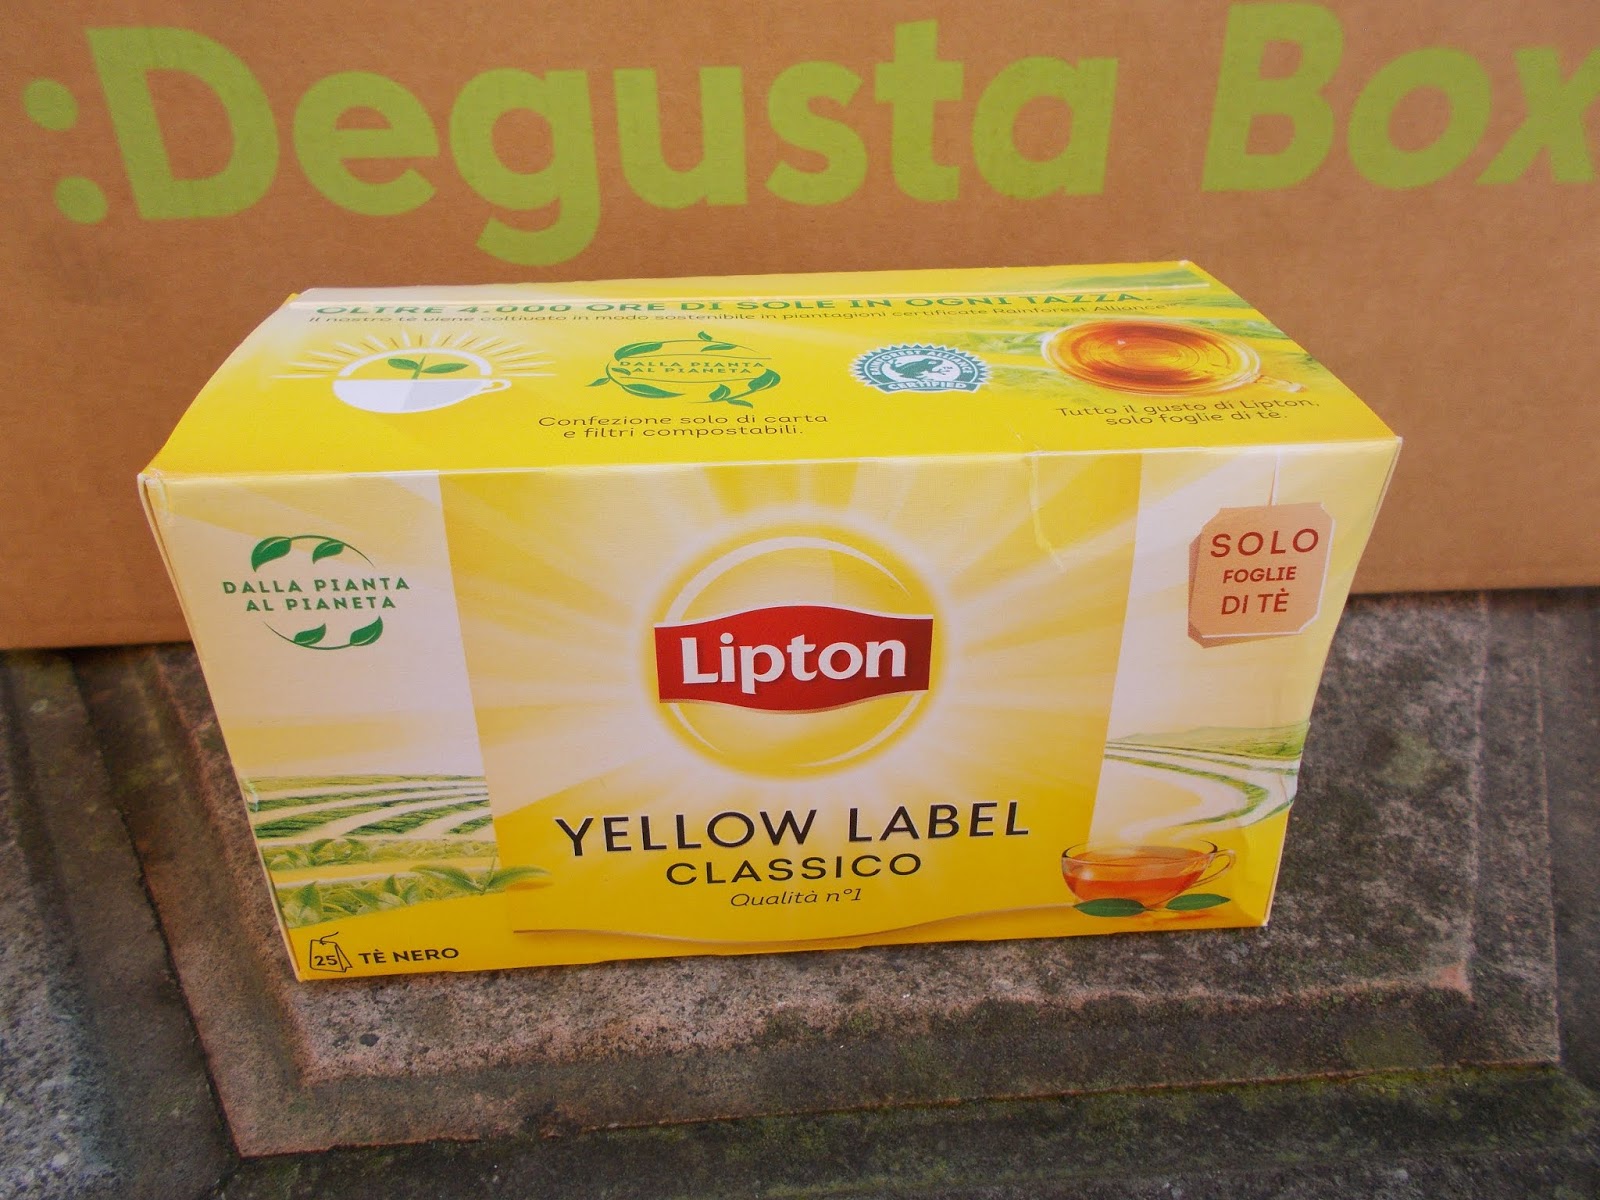 :Degusta Box
OLTRE 4.000 ORE DI SOLE IN OGNI TAZZA.
Il nostro tè viene coltivato in modo sostenibile in piantagioni certificate Rainforest Alliance
DALLA PIANTA
AL PIANETA
Confezione solo di carta
e filtri compostabili.
RAINFOREST ALLIANCE
CERTIFIED
Tutto il gusto di Lipton,
solo foglie di tè.
DALLA PIANTA
AL PIANETA
SOLO
FOGLIE
DI TÈ
Lipton
YELLOW LABEL
CLASSICO
Qualità n°1
25 TÈ NERO